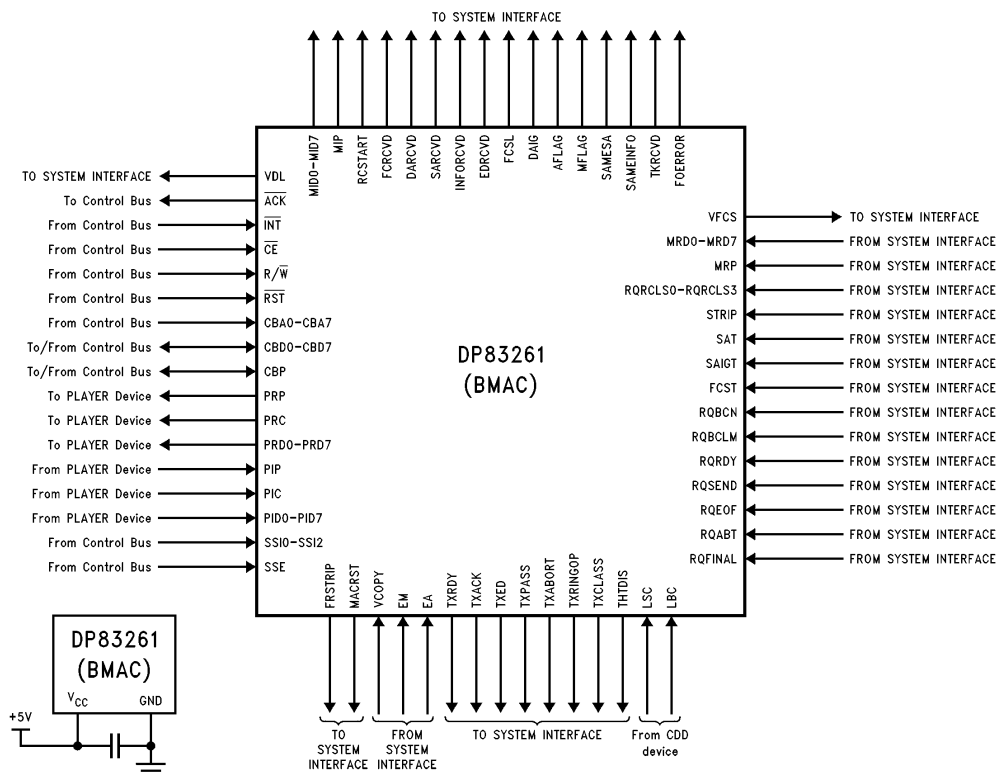 TO SYSTEM INTERFACE
MID0-MID7
MIP
RCSTART
FCRCVD
DARCVD
SARCVD
INFORCVD
EDRCVD
FCSL
DAIG
AFLAG
MFLAG
SAMESA
SAMEINFO
TKRCVD
FOERROR
TO SYSTEM INTERFACE VDL
To Control Bus ACK
From Control Bus INT
From Control Bus CE
From Control Bus R/W
From Control Bus RST
From Control Bus CBA0-CBA7
To/From Control Bus CBD0-CBD7
To/From Control Bus CBP
To PLAYER Device PRP
To PLAYER Device PRC
To PLAYER Device PRD0-PRD7
From PLAYER Device PIP
From PLAYER Device PIC
From PLAYER Device PID0-PID7
From Control Bus SSI0-SSI2
From Control Bus SSE
DP83261
(BMAC)
VFCS TO SYSTEM INTERFACE
MRD0-MRD7 FROM SYSTEM INTERFACE
MRP FROM SYSTEM INTERFACE
RQRCLS0-RQRCLS3 FROM SYSTEM INTERFACE
STRIP FROM SYSTEM INTERFACE
SAT FROM SYSTEM INTERFACE
SAIGT FROM SYSTEM INTERFACE
FCST FROM SYSTEM INTERFACE
RQBCN FROM SYSTEM INTERFACE
RQBCLM FROM SYSTEM INTERFACE
RQRDY FROM SYSTEM INTERFACE
RQSEND FROM SYSTEM INTERFACE
RQEOF FROM SYSTEM INTERFACE
RQABT FROM SYSTEM INTERFACE
RQFINAL FROM SYSTEM INTERFACE
FRSTRIP
MACRST
VCOPY
EM
EA
TXRDY
TXACK
TXED
TXPASS
TXABORT
TXRINGOP
TXCLASS
THTDIS
LSC
LBC
TO
SYSTEM
INTERFACE
FROM
SYSTEM
INTERFACE
TO SYSTEM INTERFACE
From CDD
device
DP83261
(BMAC)
VCC GND
+5V